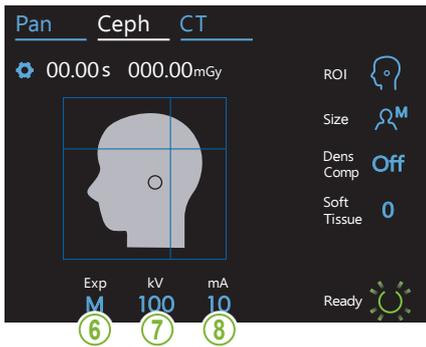 Pan Ceph CT
00.00s 000.00mGy
ROI
Size M
Dens
Comp Off
Soft
Tissue 0
Exp kV mA
M 100 10
Ready
6 7 8